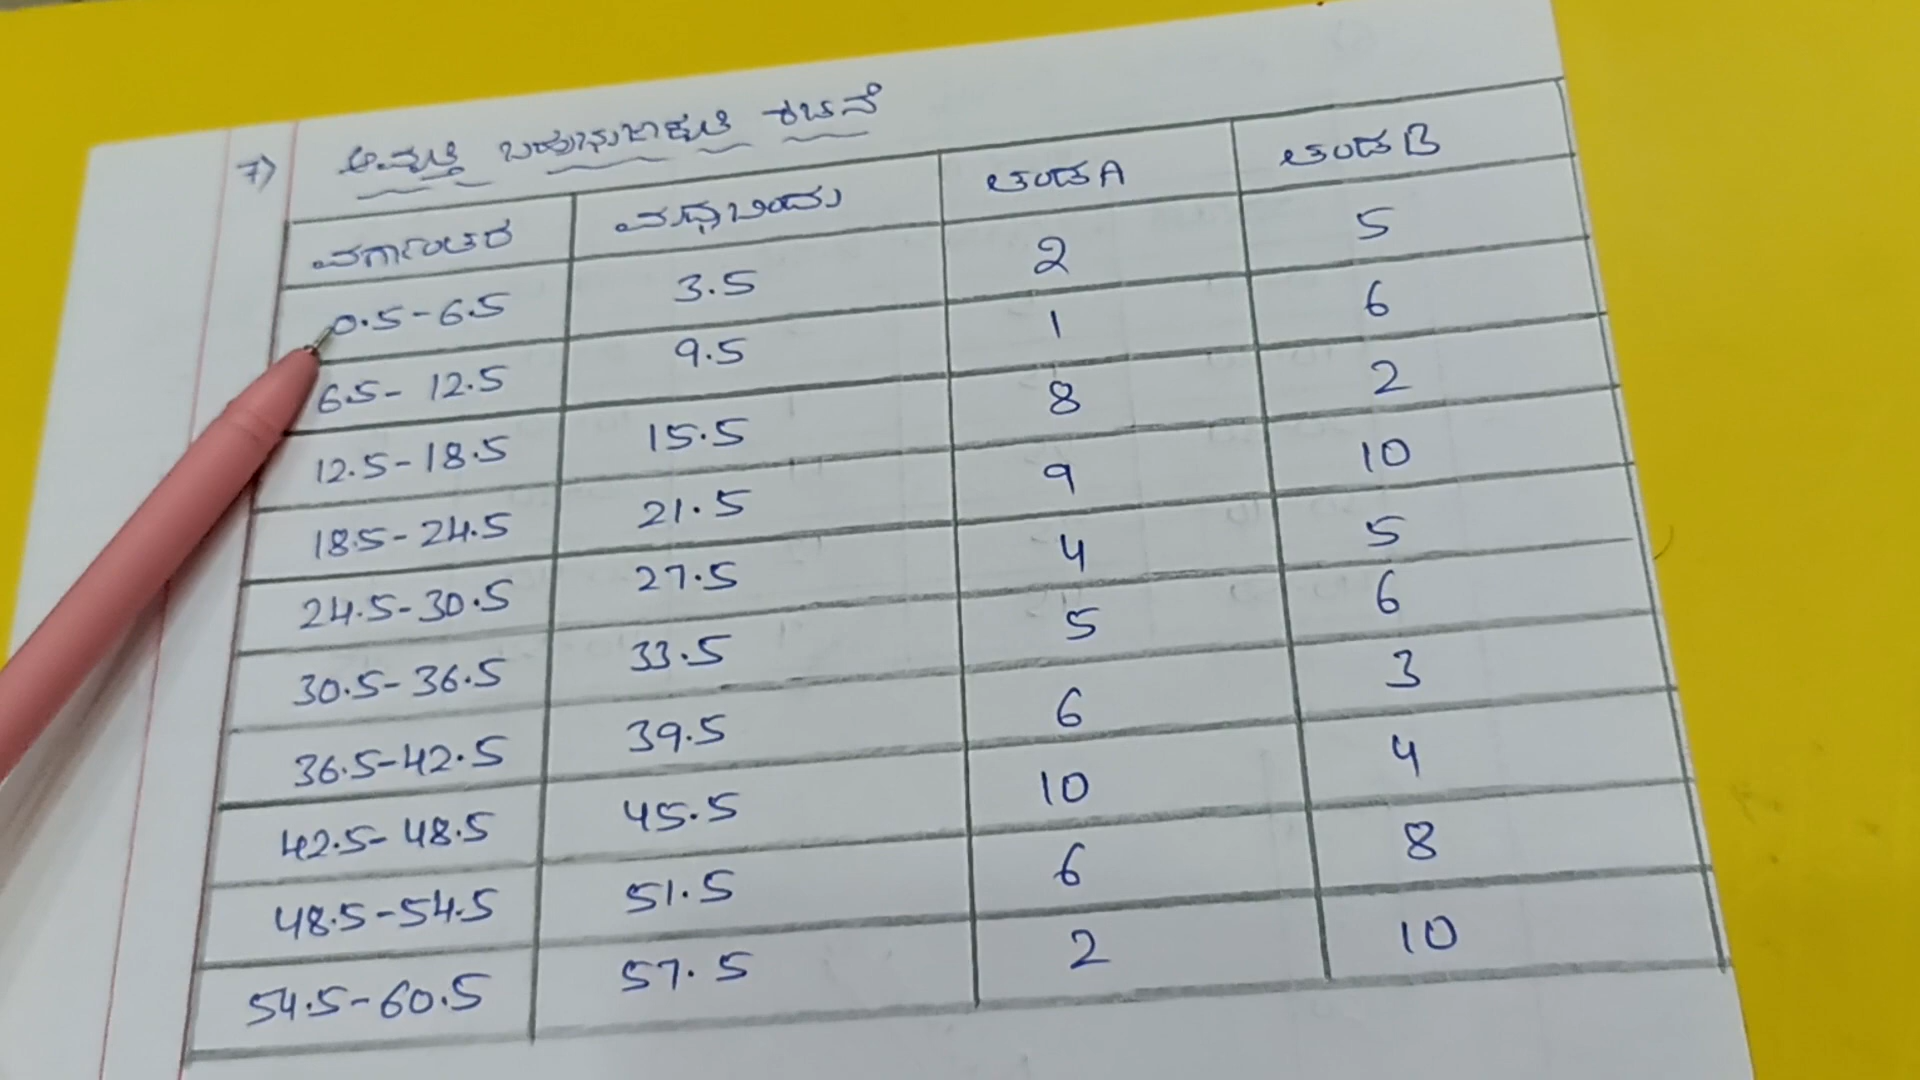 7) ಆವೃತ್ತಿ ಬಹುಭುಜಾಕೃತಿ ರಚನೆ
ವರ್ಗಾಂತರ ಮಧ್ಯಬಿಂದು ತಂಡ A ತಂಡ B
0.5-6.5 3.5 2 5
6.5-12.5 9.5 1 6
12.5-18.5 15.5 8 2
18.5-24.5 21.5 9 10
24.5-30.5 27.5 4 5
30.5-36.5 33.5 5 6
36.5-42.5 39.5 6 3
42.5-48.5 45.5 10 4
48.5-54.5 51.5 6 8
54.5-60.5 57.5 2 10